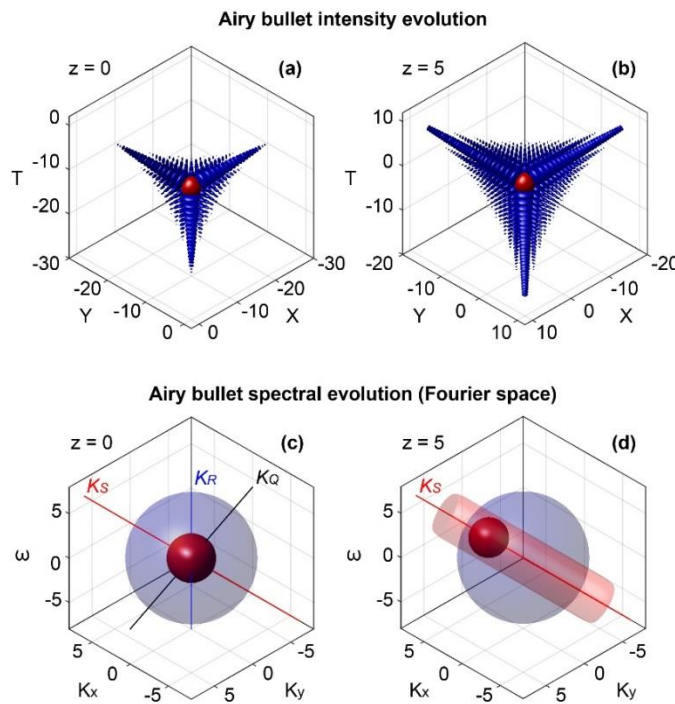 Airy bullet intensity evolution
z = 0 (a)
0
-10
T
-20
-30
-20
-10
0
Y
-30
-20
-10
0
X
z = 5 (b)
10
0
T
-10
-20
-10
0
10
Y
-20
-10
0
10
X
Airy bullet spectral evolution (Fourier space)
z = 0 (c)
KS KR KQ
5
0
ω
-5
5
0
-5
Kx
-5
0
5
Ky
z = 5 (d)
KS
5
0
ω
-5
5
0
-5
Kx
-5
0
5
Ky